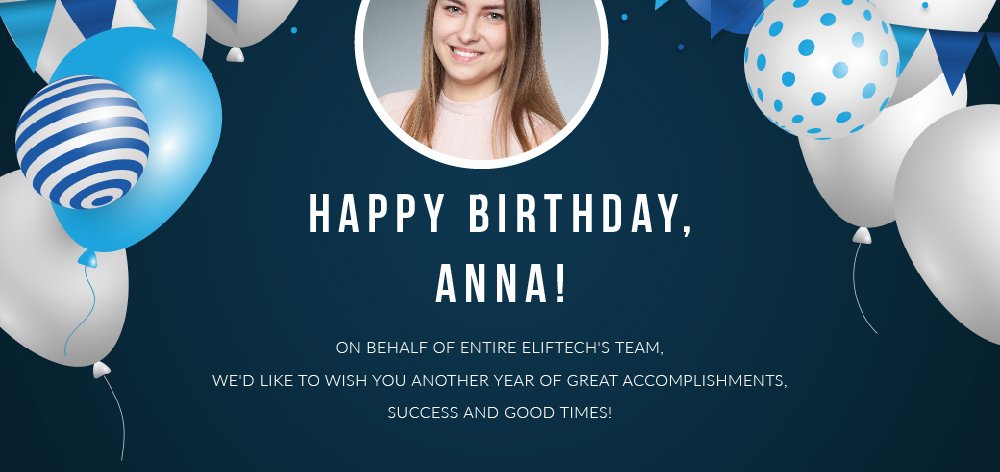 HAPPY BIRTHDAY,
ANNA!
ON BEHALF OF ENTIRE ELIFTECH'S TEAM,
WE'D LIKE TO WISH YOU ANOTHER YEAR OF GREAT ACCOMPLISHMENTS,
SUCCESS AND GOOD TIMES!